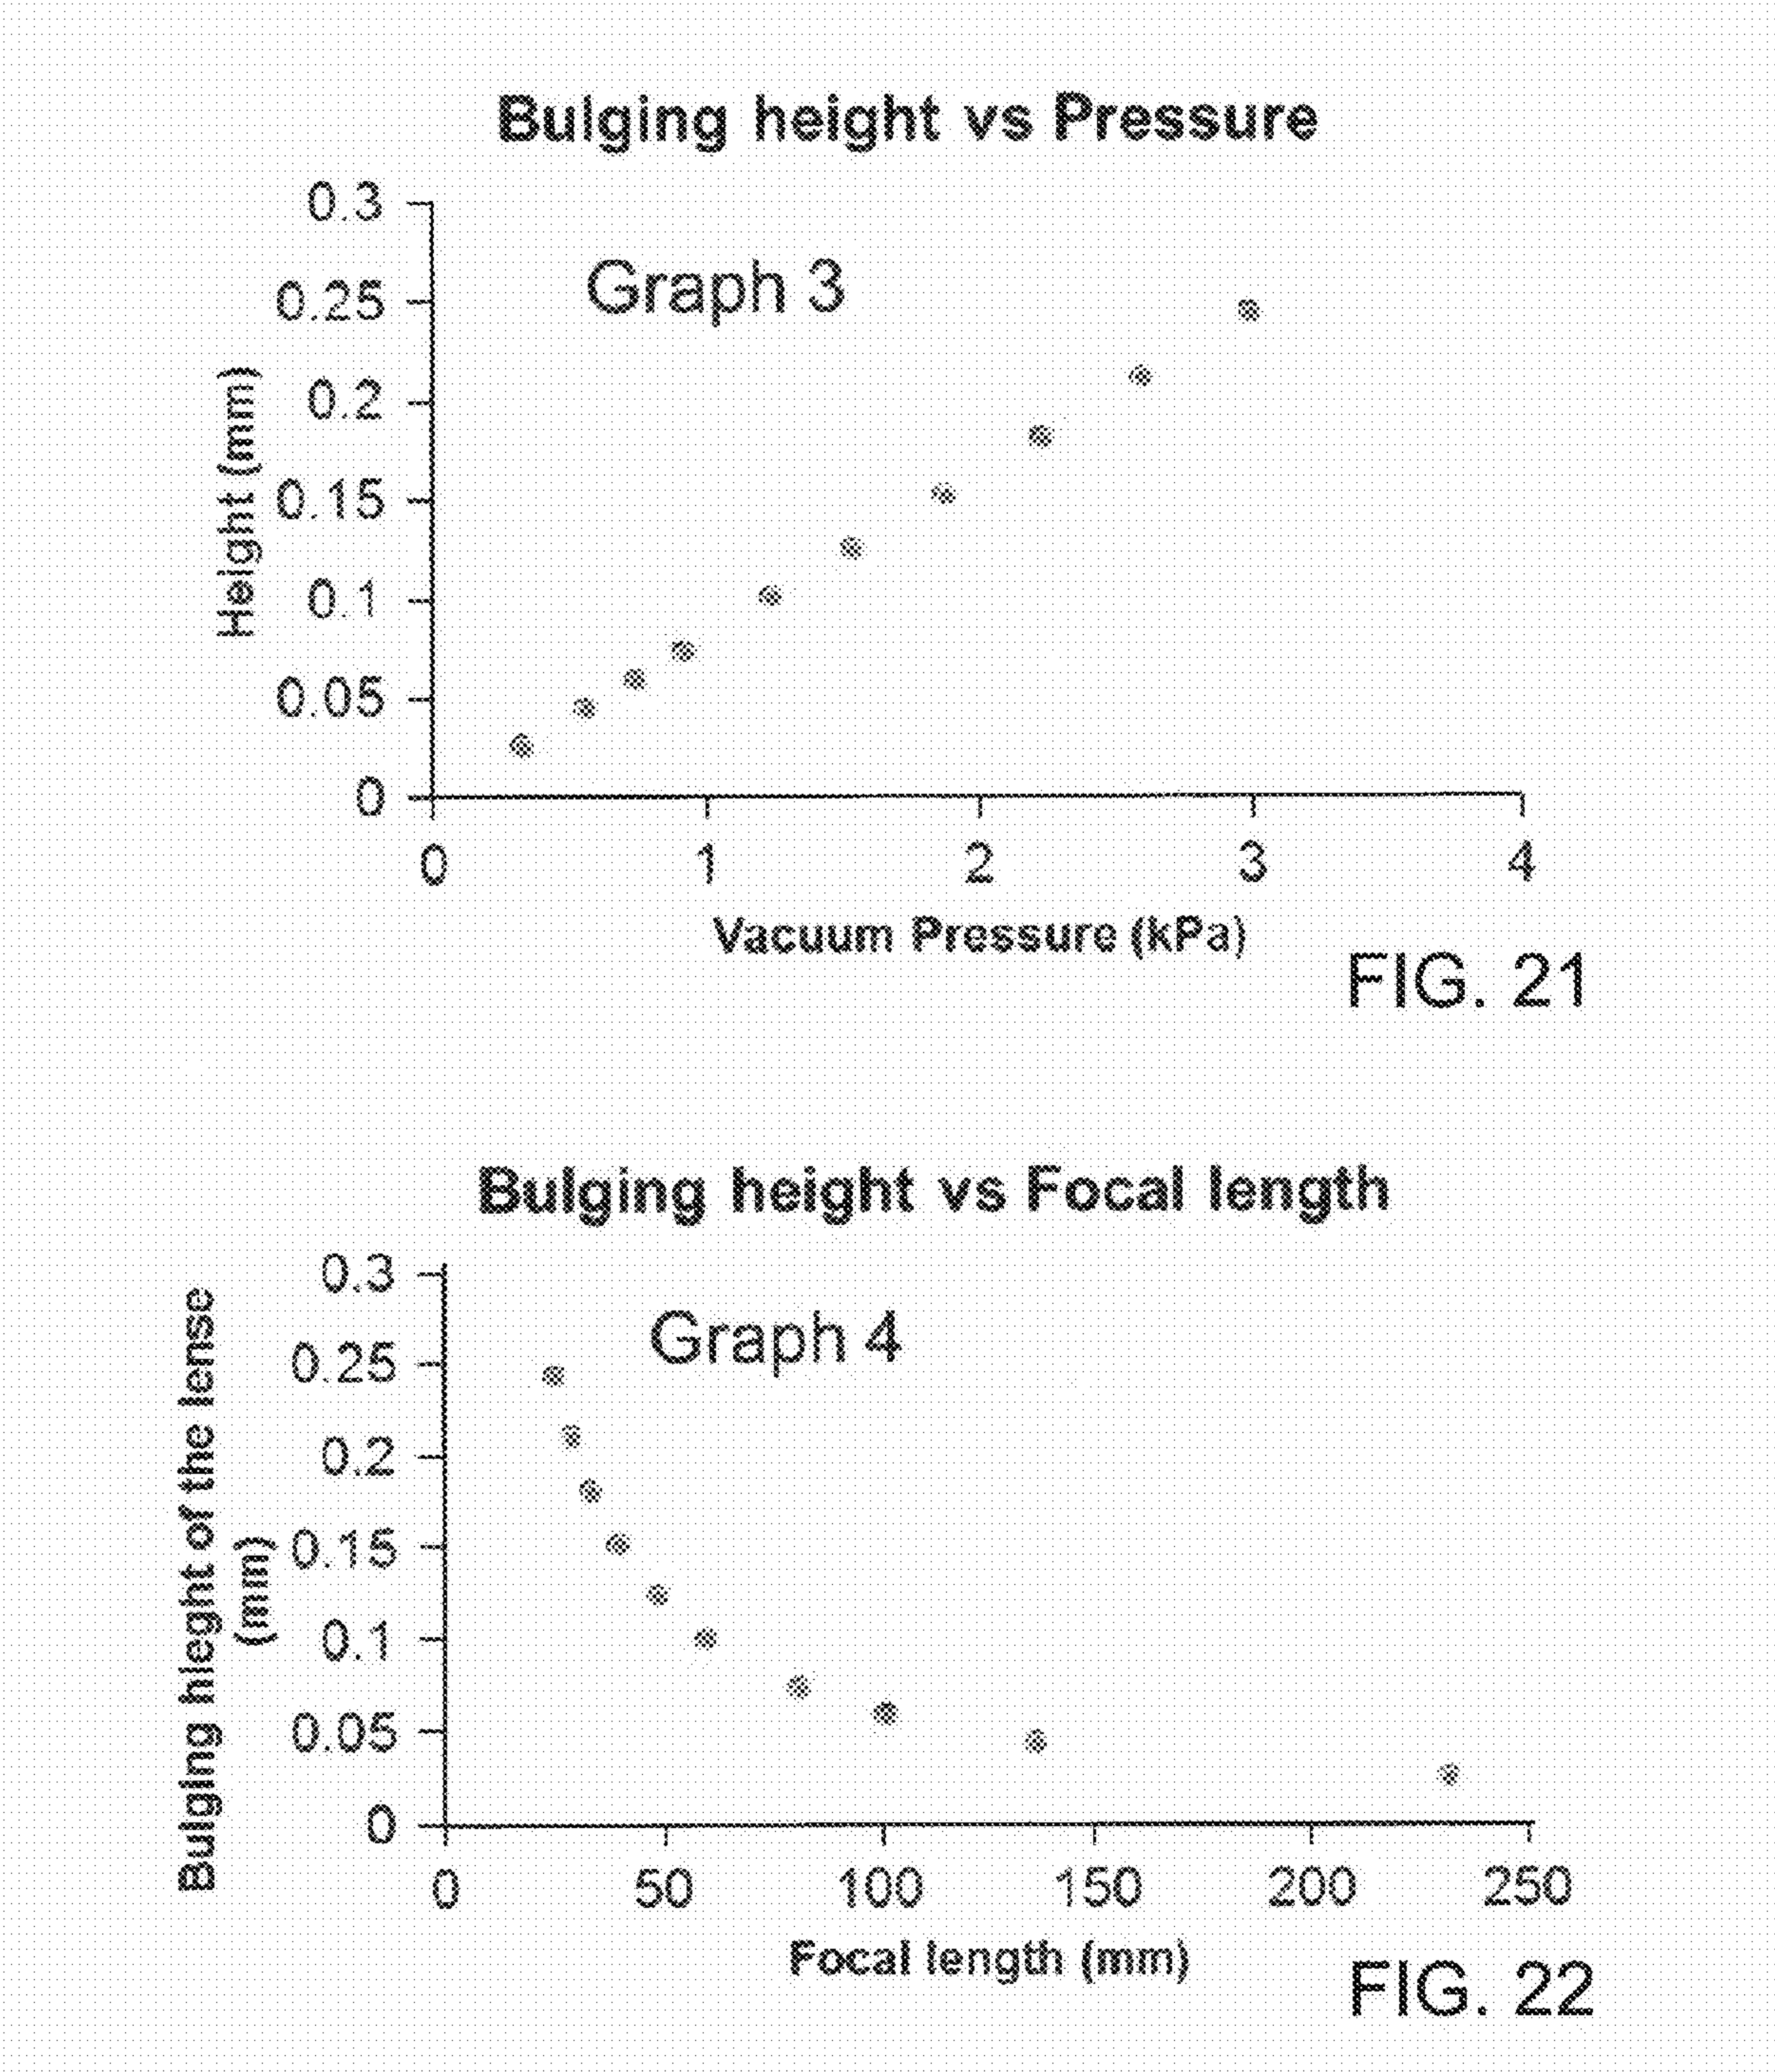 Bulging height vs Pressure
0.3
Graph 3
0.25
0.2
0.15
0.1
0.05
0
Height (mm)
0 1 2 3 4
Vacuum Pressure (kPa)
FIG. 21
Bulging height vs Focal length
0.3
Graph 4
0.25
0.2
0.15
0.1
0.05
0
Bulging hieght of the lense
(mm)
0 50 100 150 200 250
Focal length (mm)
FIG. 22